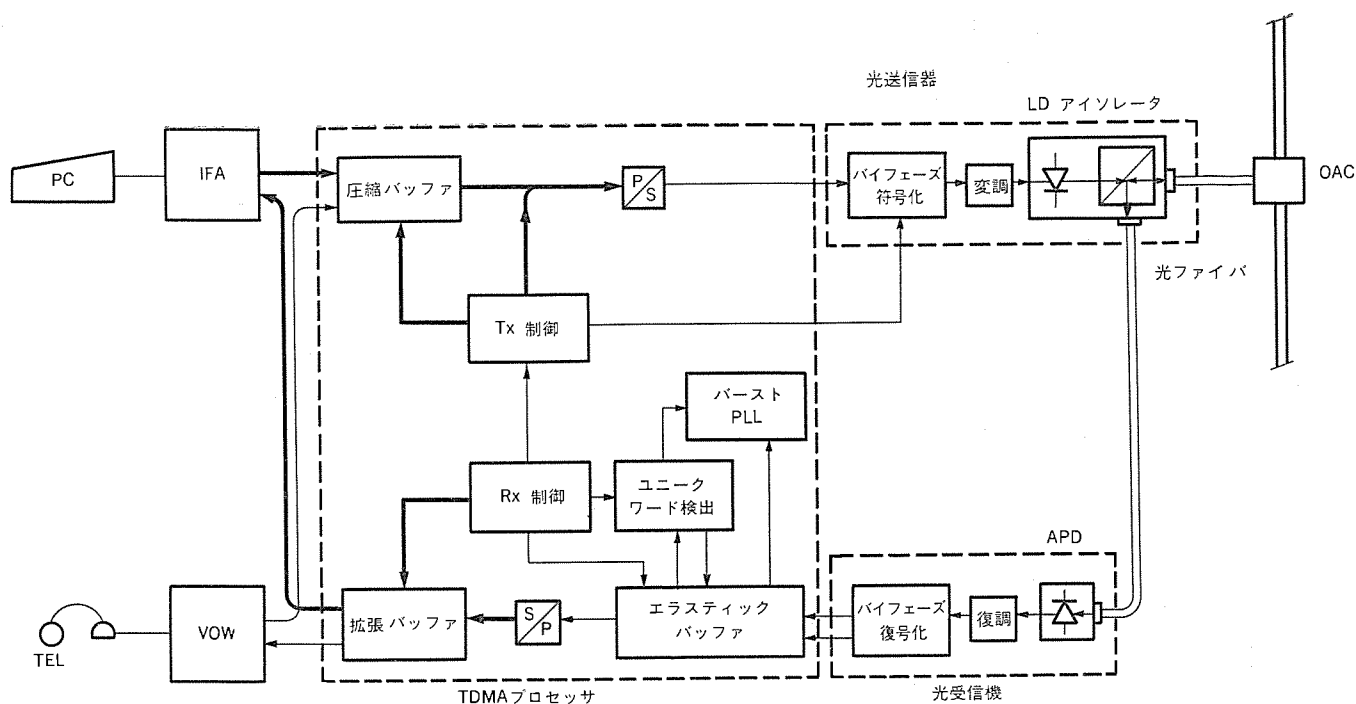 光送信器
LD アイソレータ
PC
IFA
圧縮バッファ
P/S
バイフェーズ
符号化
変調
OAC
光ファイバ
Tx 制御
バースト
PLL
Rx 制御
ユニーク
ワード検出
APD
TEL
VOW
拡張バッファ
S/P
エラスティック
バッファ
バイフェーズ
復号化
復調
TDMAプロセッサ
光受信機